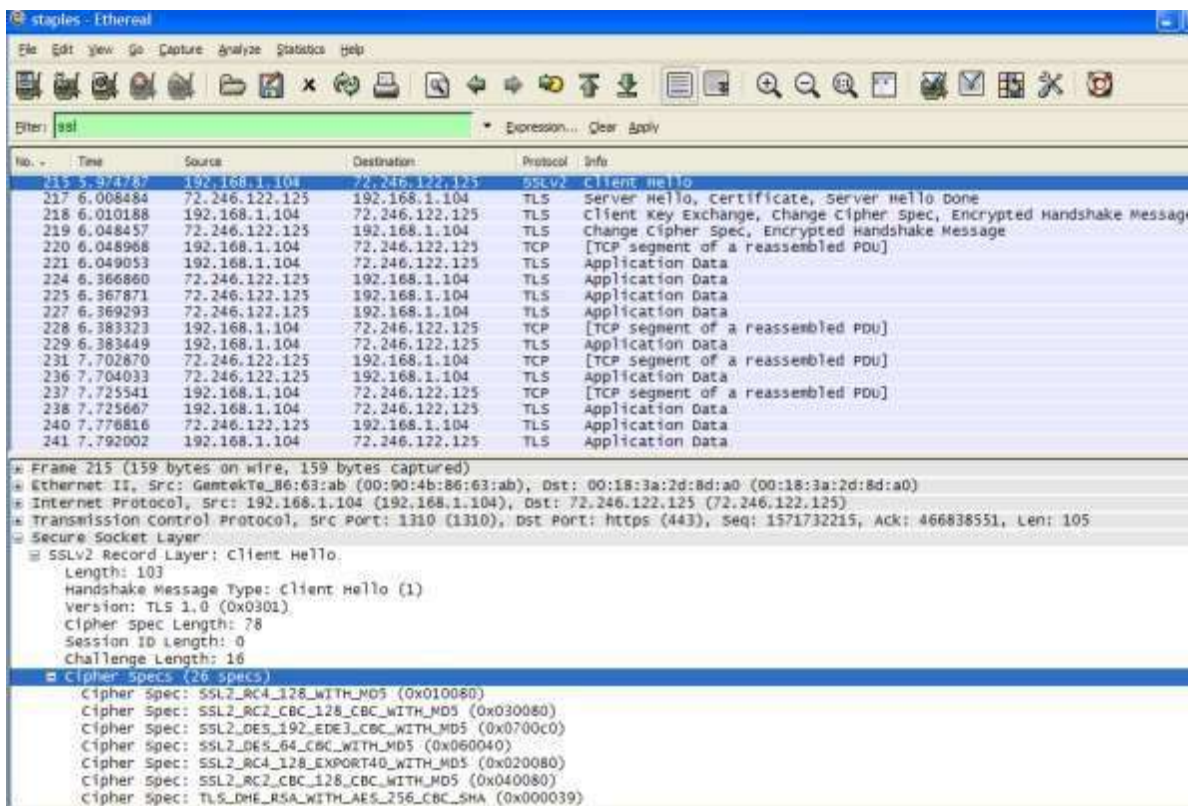 staples - Ethereal
File Edit View Go Capture Analyze Statistics Help
Filter: ssl Expression... Clear Apply
No. Time Source Destination Protocol Info
215 5.974787 192.168.1.104 72.246.122.125 SSLv2 Client Hello
217 6.008484 72.246.122.125 192.168.1.104 TLS Server Hello, Certificate, Server Hello Done
218 6.010188 192.168.1.104 72.246.122.125 TLS Client Key Exchange, Change Cipher Spec, Encrypted Handshake Message
219 6.048457 72.246.122.125 192.168.1.104 TLS Change Cipher Spec, Encrypted Handshake Message
220 6.048968 192.168.1.104 72.246.122.125 TCP [TCP segment of a reassembled PDU]
221 6.049053 192.168.1.104 72.246.122.125 TLS Application Data
224 6.366860 72.246.122.125 192.168.1.104 TLS Application Data
225 6.367871 72.246.122.125 192.168.1.104 TLS Application Data
227 6.369293 72.246.122.125 192.168.1.104 TLS Application Data
228 6.383323 192.168.1.104 72.246.122.125 TCP [TCP segment of a reassembled PDU]
229 6.383449 192.168.1.104 72.246.122.125 TLS Application Data
231 7.702870 72.246.122.125 192.168.1.104 TCP [TCP segment of a reassembled PDU]
236 7.704033 72.246.122.125 192.168.1.104 TLS Application Data
237 7.725541 192.168.1.104 72.246.122.125 TCP [TCP segment of a reassembled PDU]
238 7.725667 192.168.1.104 72.246.122.125 TLS Application Data
240 7.776816 72.246.122.125 192.168.1.104 TLS Application Data
241 7.792002 192.168.1.104 72.246.122.125 TLS Application Data
Frame 215 (159 bytes on wire, 159 bytes captured)
Ethernet II, Src: GemtekTe_86:63:ab (00:90:4b:86:63:ab), Dst: 00:18:3a:2d:8d:a0 (00:18:3a:2d:8d:a0)
Internet Protocol, Src: 192.168.1.104 (192.168.1.104), Dst: 72.246.122.125 (72.246.122.125)
Transmission Control Protocol, Src Port: 1310 (1310), Dst Port: https (443), Seq: 1571732215, Ack: 466838551, Len: 105
Secure Socket Layer
SSLv2 Record Layer: Client Hello
Length: 103
Handshake Message Type: Client Hello (1)
Version: TLS 1.0 (0x0301)
Cipher Spec Length: 78
Session ID Length: 0
Challenge Length: 16
Cipher Specs (26 specs)
Cipher Spec: SSL2_RC4_128_WITH_MD5 (0x010080)
Cipher Spec: SSL2_RC2_CBC_128_CBC_WITH_MD5 (0x030080)
Cipher Spec: SSL2_DES_192_EDE3_CBC_WITH_MD5 (0x0700c0)
Cipher Spec: SSL2_DES_64_CBC_WITH_MD5 (0x060040)
Cipher Spec: SSL2_RC4_128_EXPORT40_WITH_MD5 (0x020080)
Cipher Spec: SSL2_RC2_CBC_128_CBC_WITH_MD5 (0x040080)
Cipher Spec: TLS_DHE_RSA_WITH_AES_256_CBC_SHA (0x000039)